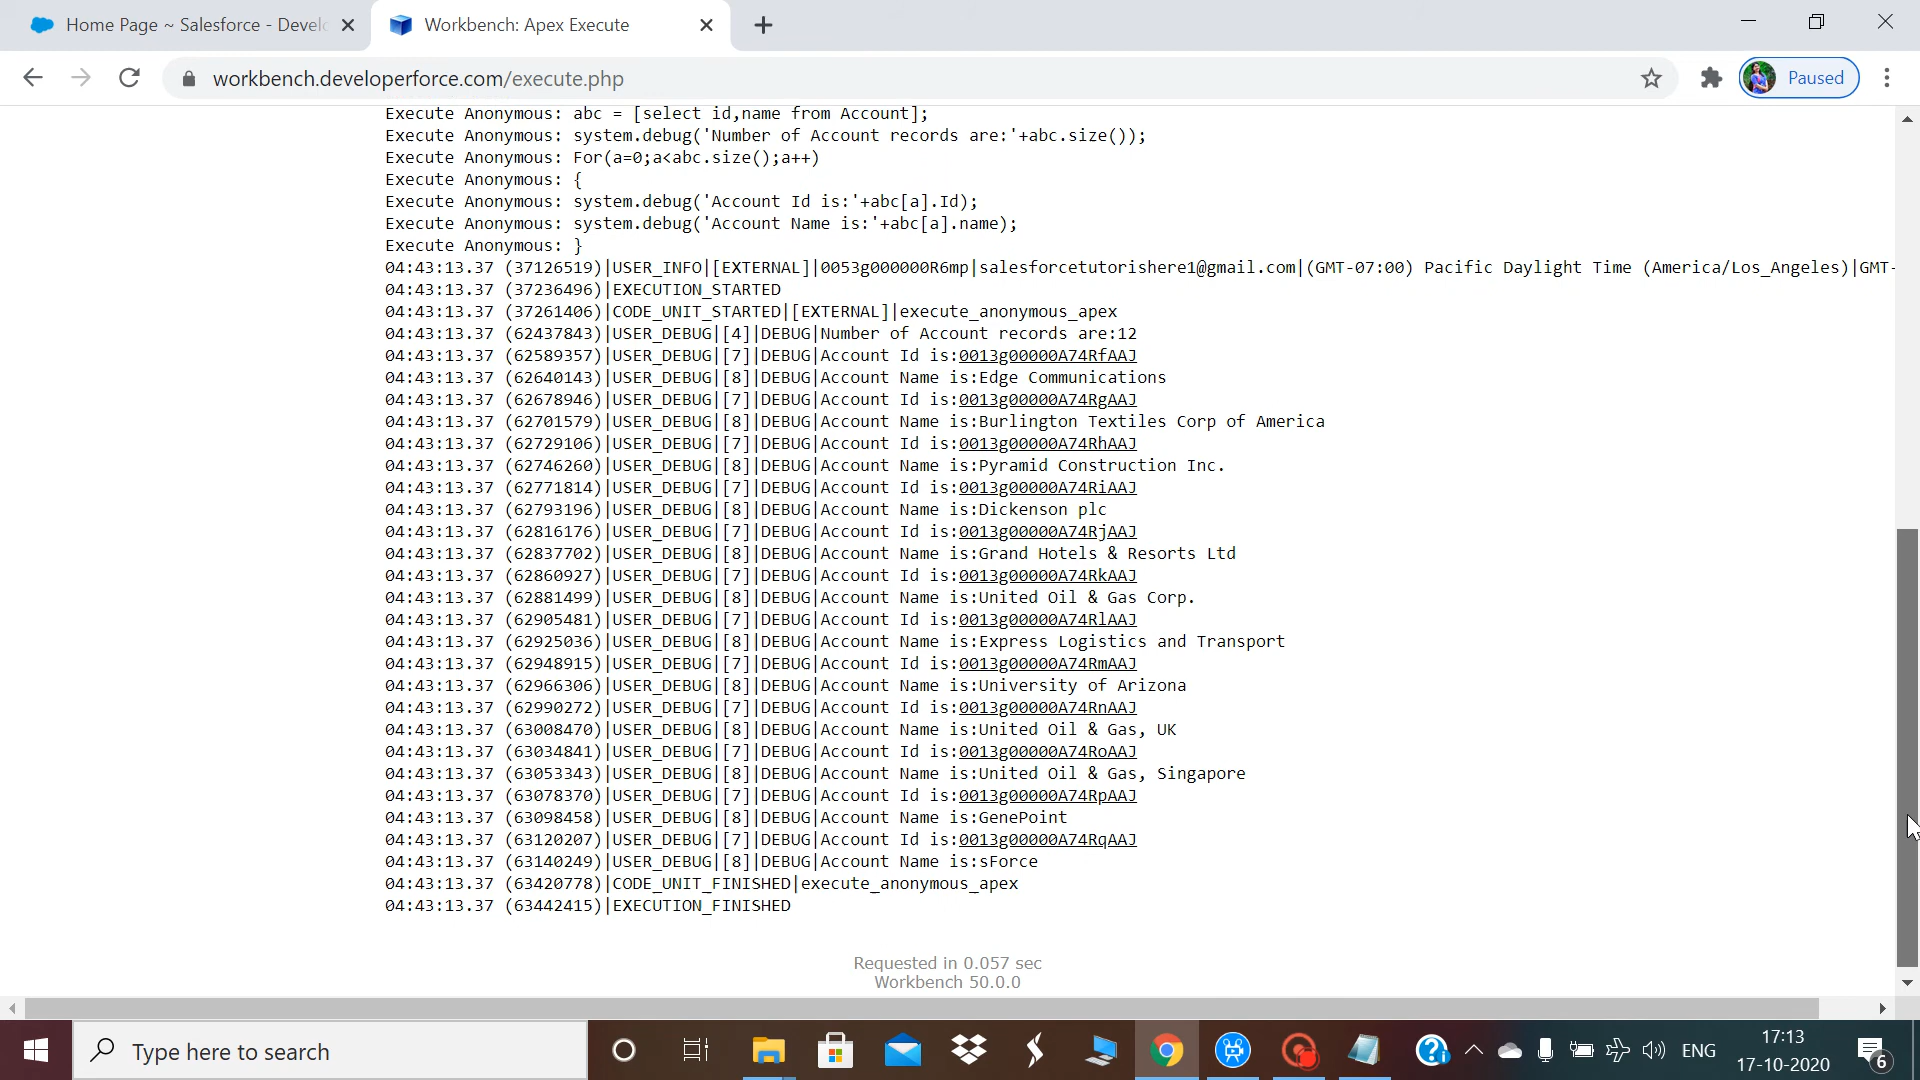 Home Page ~ Salesforce - Develo
Workbench: Apex Execute
workbench.developerforce.com/execute.php
Paused
Execute Anonymous: abc = [select id,name from Account];
Execute Anonymous: system.debug('Number of Account records are:'+abc.size());
Execute Anonymous: For(a=0;a<abc.size();a++)
Execute Anonymous: {
Execute Anonymous: system.debug('Account Id is:'+abc[a].Id);
Execute Anonymous: system.debug('Account Name is:'+abc[a].name);
Execute Anonymous: }
04:43:13.37 (37126519)|USER_INFO|[EXTERNAL]|0053g000000R6mp|salesforcetutorishere1@gmail.com|(GMT-07:00) Pacific Daylight Time (America/Los_Angeles)|GMT-
04:43:13.37 (37236496)|EXECUTION_STARTED
04:43:13.37 (37261406)|CODE_UNIT_STARTED|[EXTERNAL]|execute_anonymous_apex
04:43:13.37 (62437843)|USER_DEBUG|[4]|DEBUG|Number of Account records are:12
04:43:13.37 (62589357)|USER_DEBUG|[7]|DEBUG|Account Id is:0013g00000A74RfAAJ
04:43:13.37 (62640143)|USER_DEBUG|[8]|DEBUG|Account Name is:Edge Communications
04:43:13.37 (62678946)|USER_DEBUG|[7]|DEBUG|Account Id is:0013g00000A74RgAAJ
04:43:13.37 (62701579)|USER_DEBUG|[8]|DEBUG|Account Name is:Burlington Textiles Corp of America
04:43:13.37 (62729106)|USER_DEBUG|[7]|DEBUG|Account Id is:0013g00000A74RhAAJ
04:43:13.37 (62746260)|USER_DEBUG|[8]|DEBUG|Account Name is:Pyramid Construction Inc.
04:43:13.37 (62771814)|USER_DEBUG|[7]|DEBUG|Account Id is:0013g00000A74RiAAJ
04:43:13.37 (62793196)|USER_DEBUG|[8]|DEBUG|Account Name is:Dickenson plc
04:43:13.37 (62816176)|USER_DEBUG|[7]|DEBUG|Account Id is:0013g00000A74RjAAJ
04:43:13.37 (62837702)|USER_DEBUG|[8]|DEBUG|Account Name is:Grand Hotels & Resorts Ltd
04:43:13.37 (62860927)|USER_DEBUG|[7]|DEBUG|Account Id is:0013g00000A74RkAAJ
04:43:13.37 (62881499)|USER_DEBUG|[8]|DEBUG|Account Name is:United Oil & Gas Corp.
04:43:13.37 (62905481)|USER_DEBUG|[7]|DEBUG|Account Id is:0013g00000A74RlAAJ
04:43:13.37 (62925036)|USER_DEBUG|[8]|DEBUG|Account Name is:Express Logistics and Transport
04:43:13.37 (62948915)|USER_DEBUG|[7]|DEBUG|Account Id is:0013g00000A74RmAAJ
04:43:13.37 (62966306)|USER_DEBUG|[8]|DEBUG|Account Name is:University of Arizona
04:43:13.37 (62990272)|USER_DEBUG|[7]|DEBUG|Account Id is:0013g00000A74RnAAJ
04:43:13.37 (63008470)|USER_DEBUG|[8]|DEBUG|Account Name is:United Oil & Gas, UK
04:43:13.37 (63034841)|USER_DEBUG|[7]|DEBUG|Account Id is:0013g00000A74RoAAJ
04:43:13.37 (63053343)|USER_DEBUG|[8]|DEBUG|Account Name is:United Oil & Gas, Singapore
04:43:13.37 (63078370)|USER_DEBUG|[7]|DEBUG|Account Id is:0013g00000A74RpAAJ
04:43:13.37 (63098458)|USER_DEBUG|[8]|DEBUG|Account Name is:GenePoint
04:43:13.37 (63120207)|USER_DEBUG|[7]|DEBUG|Account Id is:0013g00000A74RqAAJ
04:43:13.37 (63140249)|USER_DEBUG|[8]|DEBUG|Account Name is:sForce
04:43:13.37 (63420778)|CODE_UNIT_FINISHED|execute_anonymous_apex
04:43:13.37 (63442415)|EXECUTION_FINISHED
Requested in 0.057 sec
Workbench 50.0.0
Type here to search
ENG
17:13
17-10-2020
6